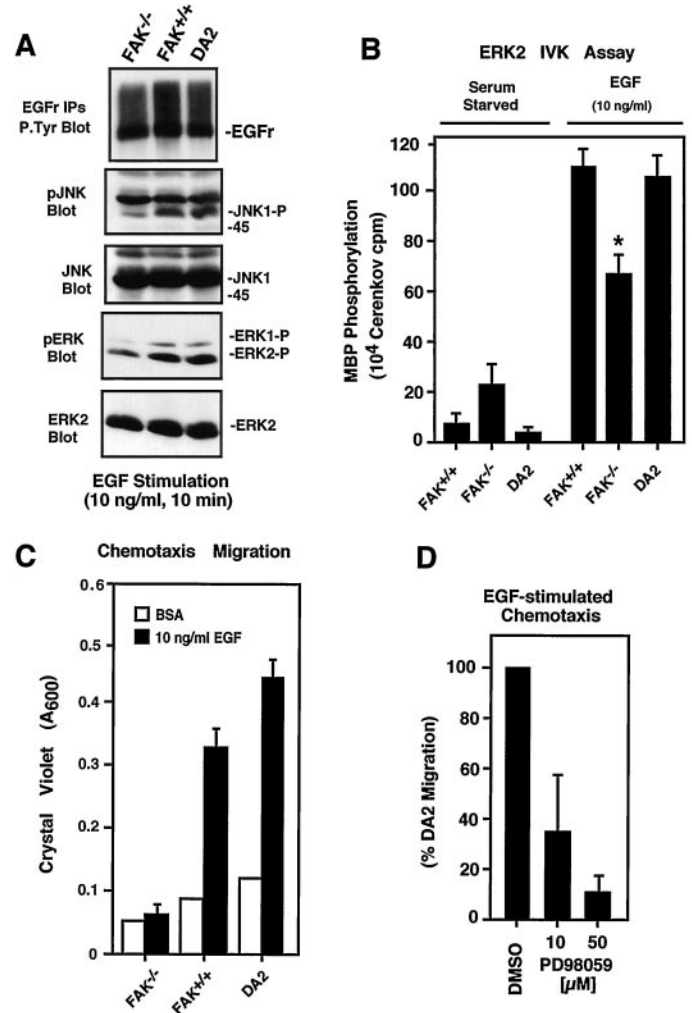 A
FAK-/-
FAK+/+
DA2
EGFr IPs
P.Tyr Blot
-EGFr
pJNK
Blot
-JNK1-P
-45
JNK
Blot
-JNK1
-45
pERK
Blot
-ERK1-P
-ERK2-P
ERK2
Blot
-ERK2
EGF Stimulation
(10 ng/ml, 10 min)
B
ERK2 IVK Assay
Serum
Starved
EGF
(10 ng/ml)
MBP Phosphorylation
(10⁴ Cerenkov cpm)
120
100
80
60
40
20
0
*
FAK+/+
FAK-/-
DA2
FAK+/+
FAK-/-
DA2
C
Chemotaxis Migration
Crystal Violet (A600)
0.6
0.5
0.4
0.3
0.2
0.1
0
BSA
10 ng/ml EGF
FAK-/-
FAK+/+
DA2
D
EGF-stimulated
Chemotaxis
(% DA2 Migration)
100
80
60
40
20
0
DMSO
10 50
PD98059
[µM]